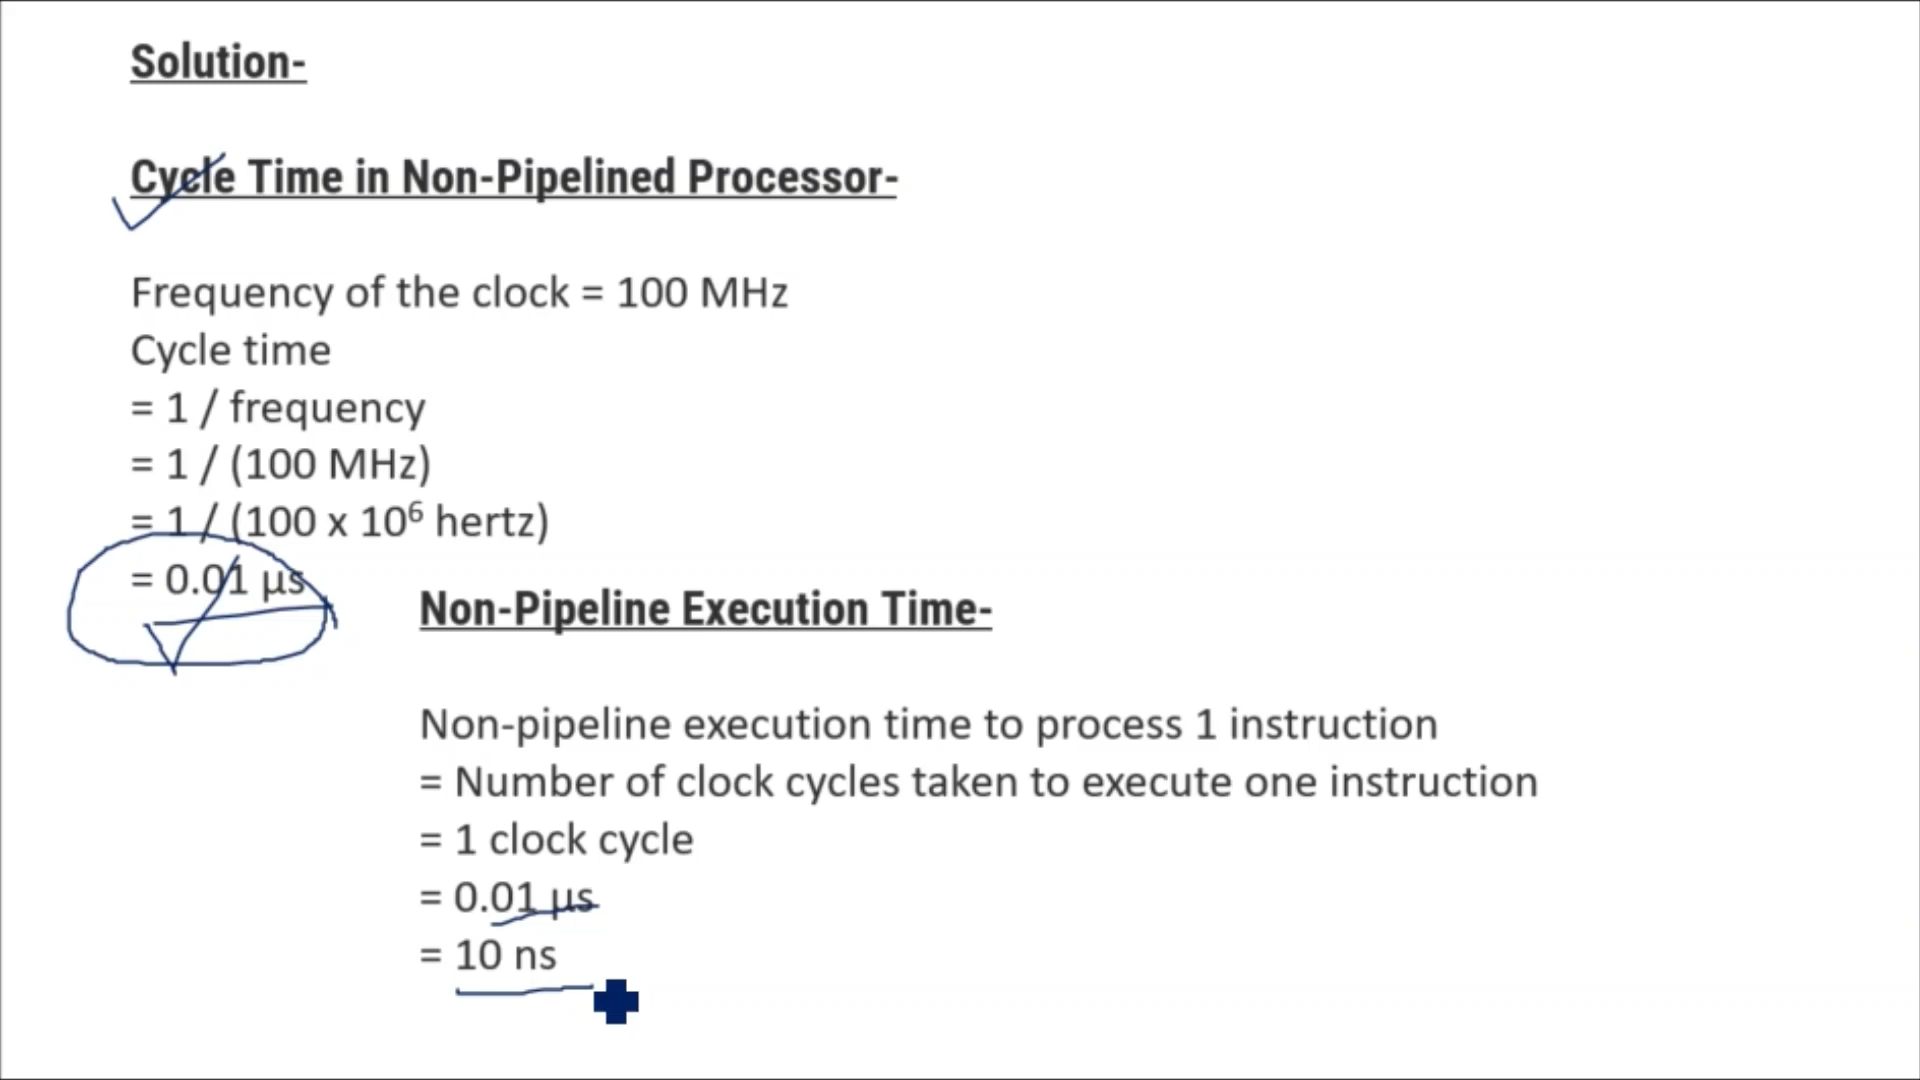 Solution-
Cycle Time in Non-Pipelined Processor-
Frequency of the clock = 100 MHz
Cycle time
= 1 / frequency
= 1 / (100 MHz)
= 1 / (100 x 10⁶ hertz)
= 0.01 μs
Non-Pipeline Execution Time-
Non-pipeline execution time to process 1 instruction
= Number of clock cycles taken to execute one instruction
= 1 clock cycle
= 0.01 μs
= 10 ns